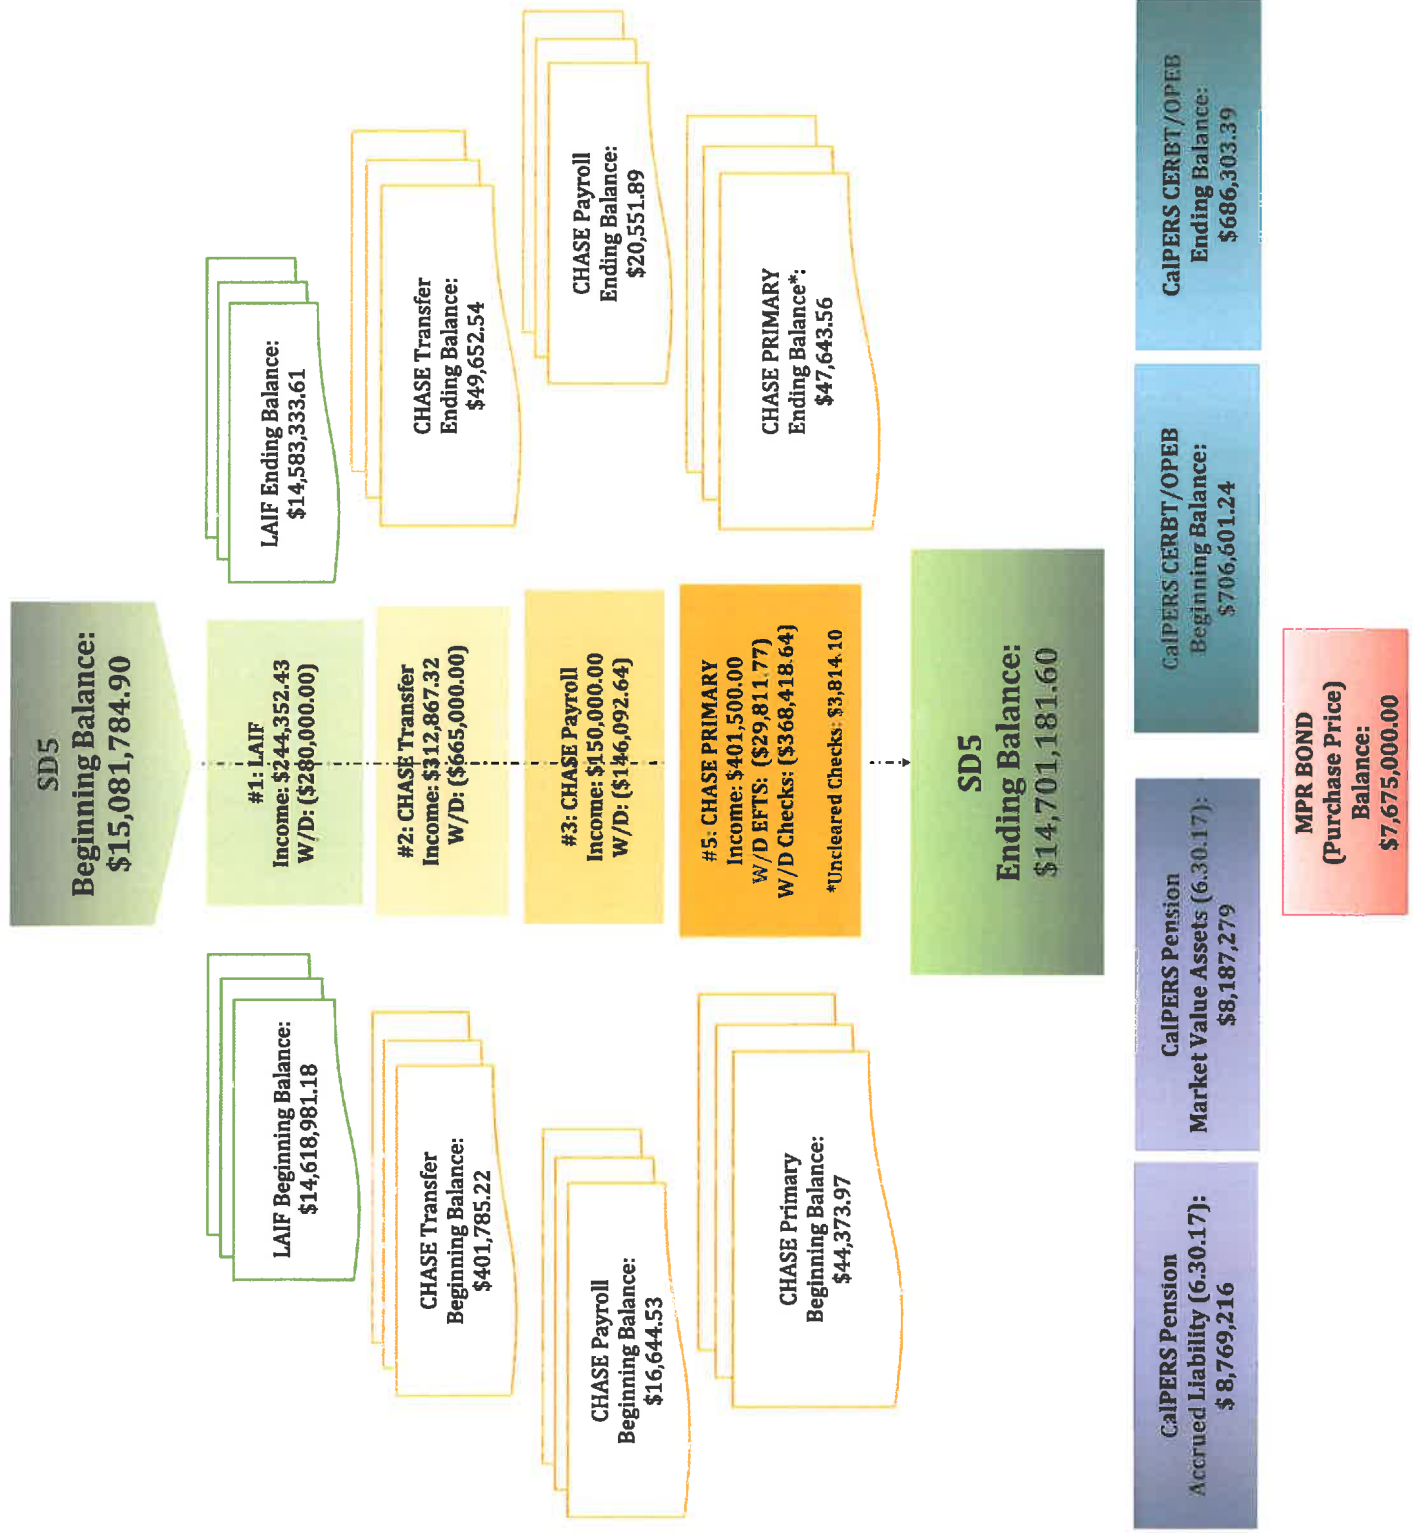 SD5
Beginning Balance:
$15,081,784.90
LAIF Beginning Balance:
$14,618,981.18
#1: LAIF
Income: $244,352.43
W/D: ($280,000.00)
LAIF Ending Balance:
$14,583,333.61
CHASE Transfer
Beginning Balance:
$401,785.22
#2: CHASE Transfer
Income: $312,867.32
W/D: ($665,000.00)
CHASE Transfer
Ending Balance:
$49,652.54
CHASE Payroll
Beginning Balance:
$16,644.53
#3: CHASE Payroll
Income: $150,000.00
W/D: ($146,092.64)
CHASE Payroll
Ending Balance:
$20,551.89
CHASE Primary
Beginning Balance:
$44,373.97
#5: CHASE PRIMARY
Income: $401,500.00
W/D EFTS: ($29,811.77)
W/D Checks: ($368,418.64)
*Uncleared Checks: $3,814.10
CHASE PRIMARY
Ending Balance*:
$47,643.56
SD5
Ending Balance:
$14,701,181.60
CalPERS Pension
Accrued Liability (6.30.17):
$ 8,769,216
CalPERS Pension
Market Value Assets (6.30.17):
$8,187,279
CalPERS CERBT/OPEB
Beginning Balance:
$706,601.24
CalPERS CERBT/OPEB
Ending Balance:
$686,303.39
MPR BOND
(Purchase Price)
Balance:
$7,675,000.00